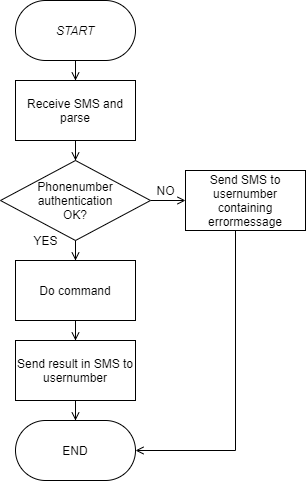 START
Receive SMS and
parse
Phonenumber
authentication
OK?
NO
Send SMS to
usernumber
containing
errormessage
YES
Do command
Send result in SMS to
usernumber
END